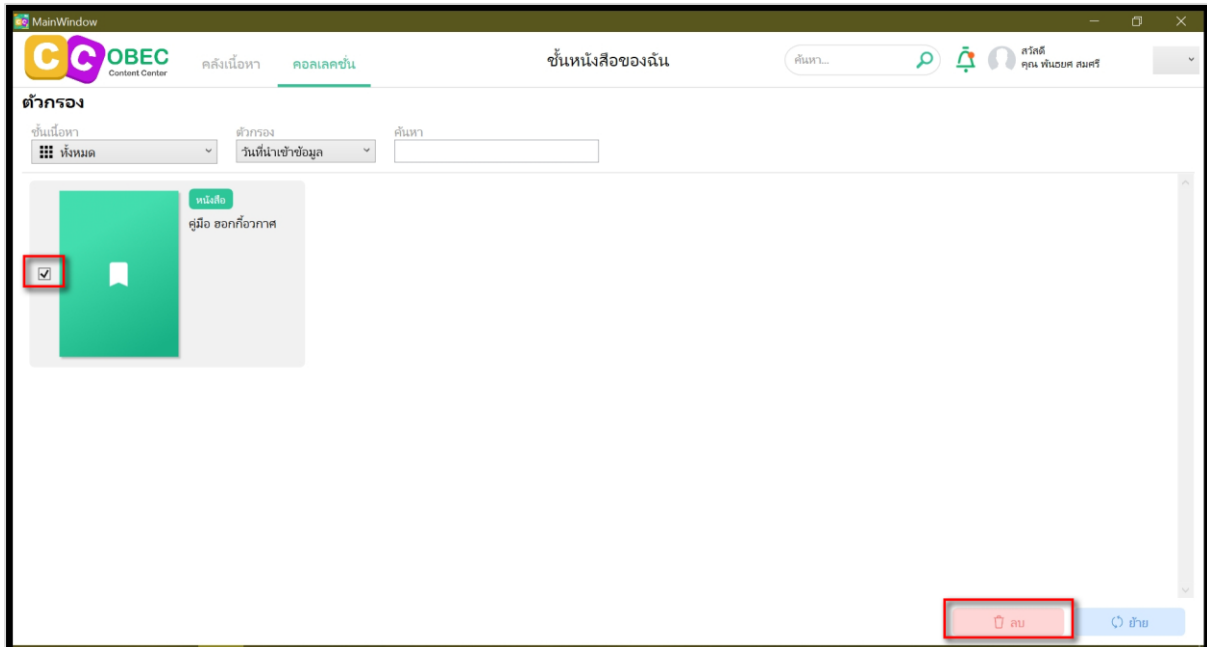 MainWindow
CC OBEC
Content Center
คลังเนื้อหา
คอลเลคชั่น
ชั้นหนังสือของฉัน
ค้นหา...
สวัสดี
คุณ พันธยศ สมศรี
ตัวกรอง
ชั้นเนื้อหา
ตัวกรอง
ค้นหา
ทั้งหมด
วันที่นำเข้าข้อมูล
หนังสือ
คู่มือ ฮอกกี้อวกาศ
ลบ
ย้าย